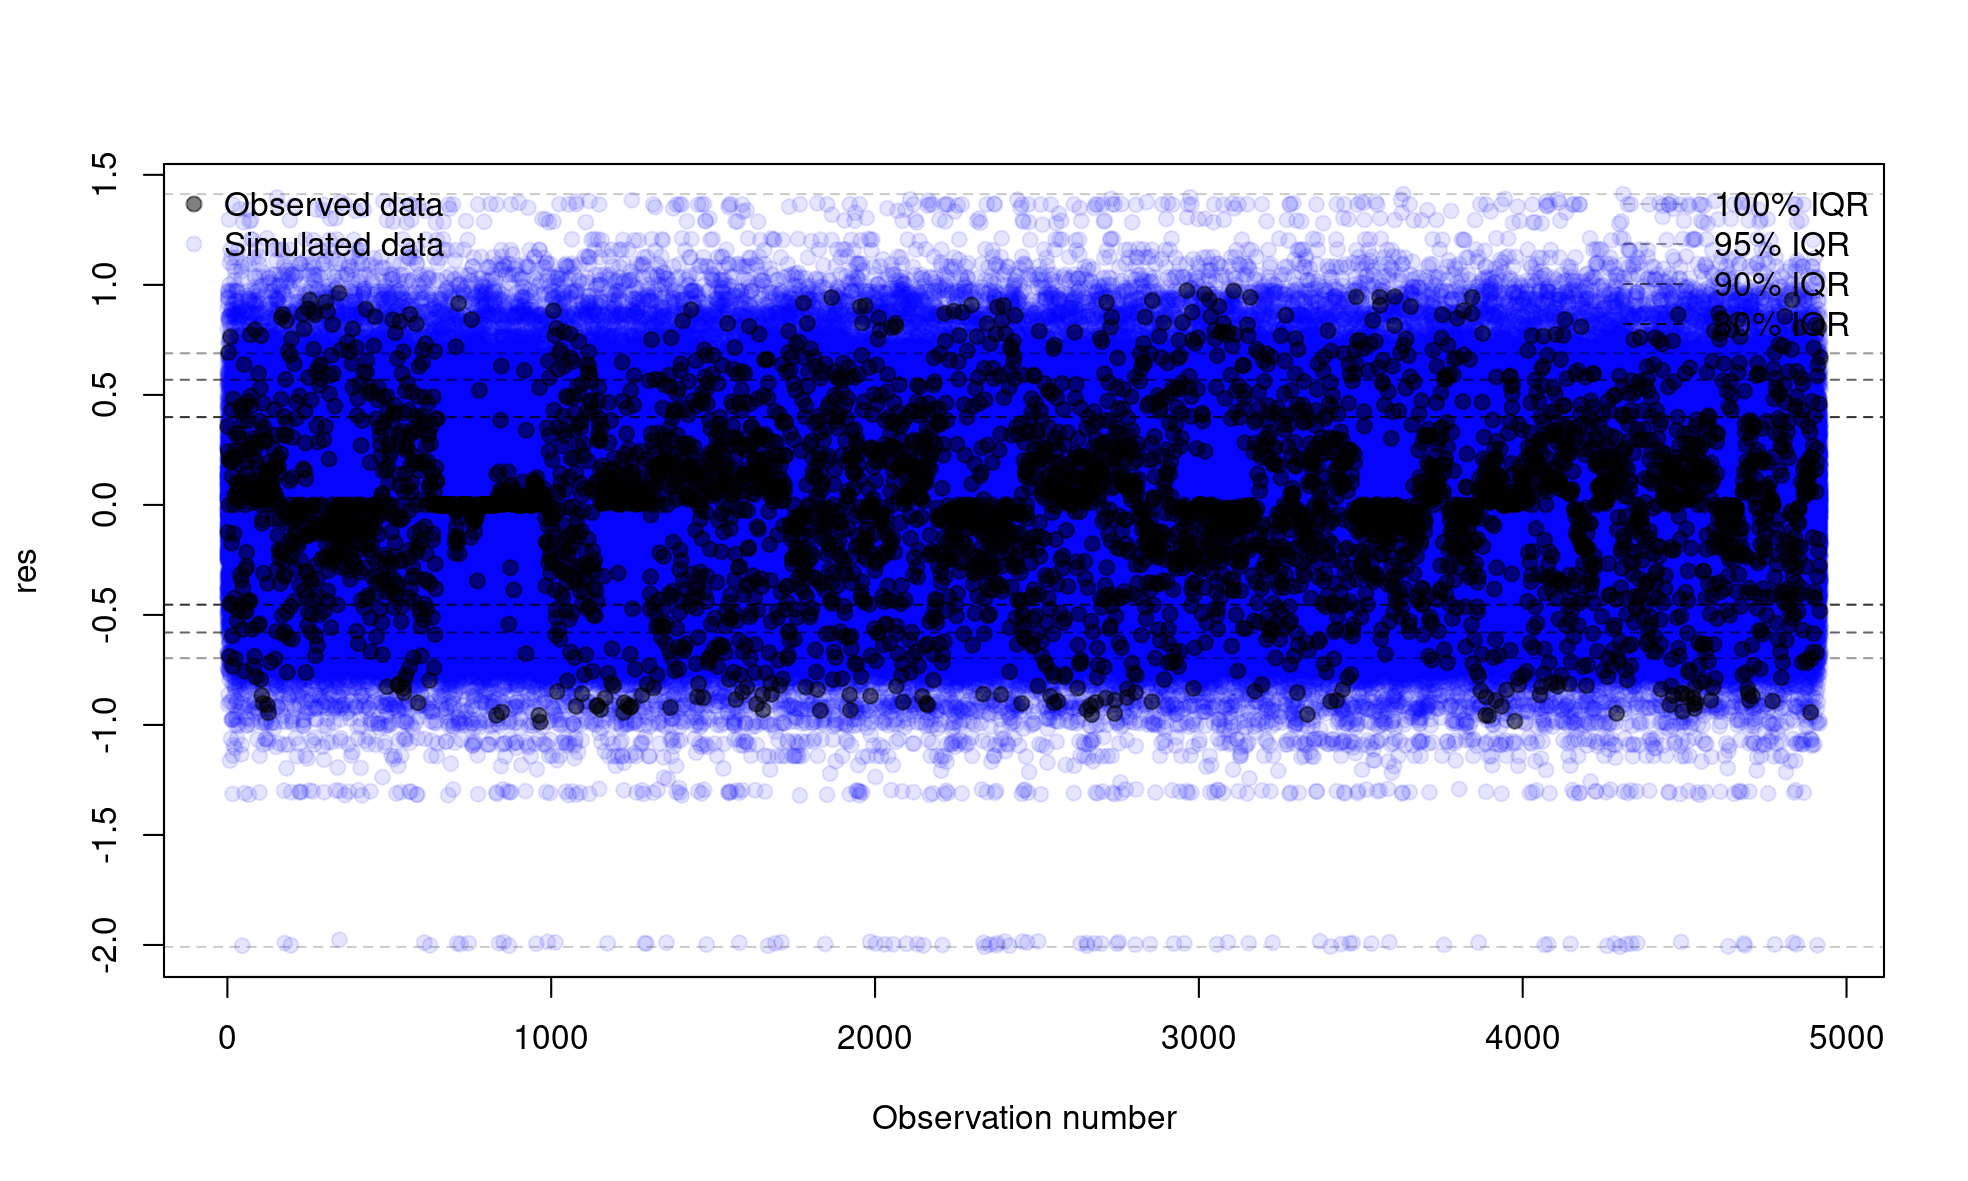 Observed data
Simulated data
100% IQR
95% IQR
90% IQR
80% IQR
1.5
1.0
0.5
0.0
-0.5
-1.0
-1.5
-2.0
res
0
1000
2000
3000
4000
5000
Observation number